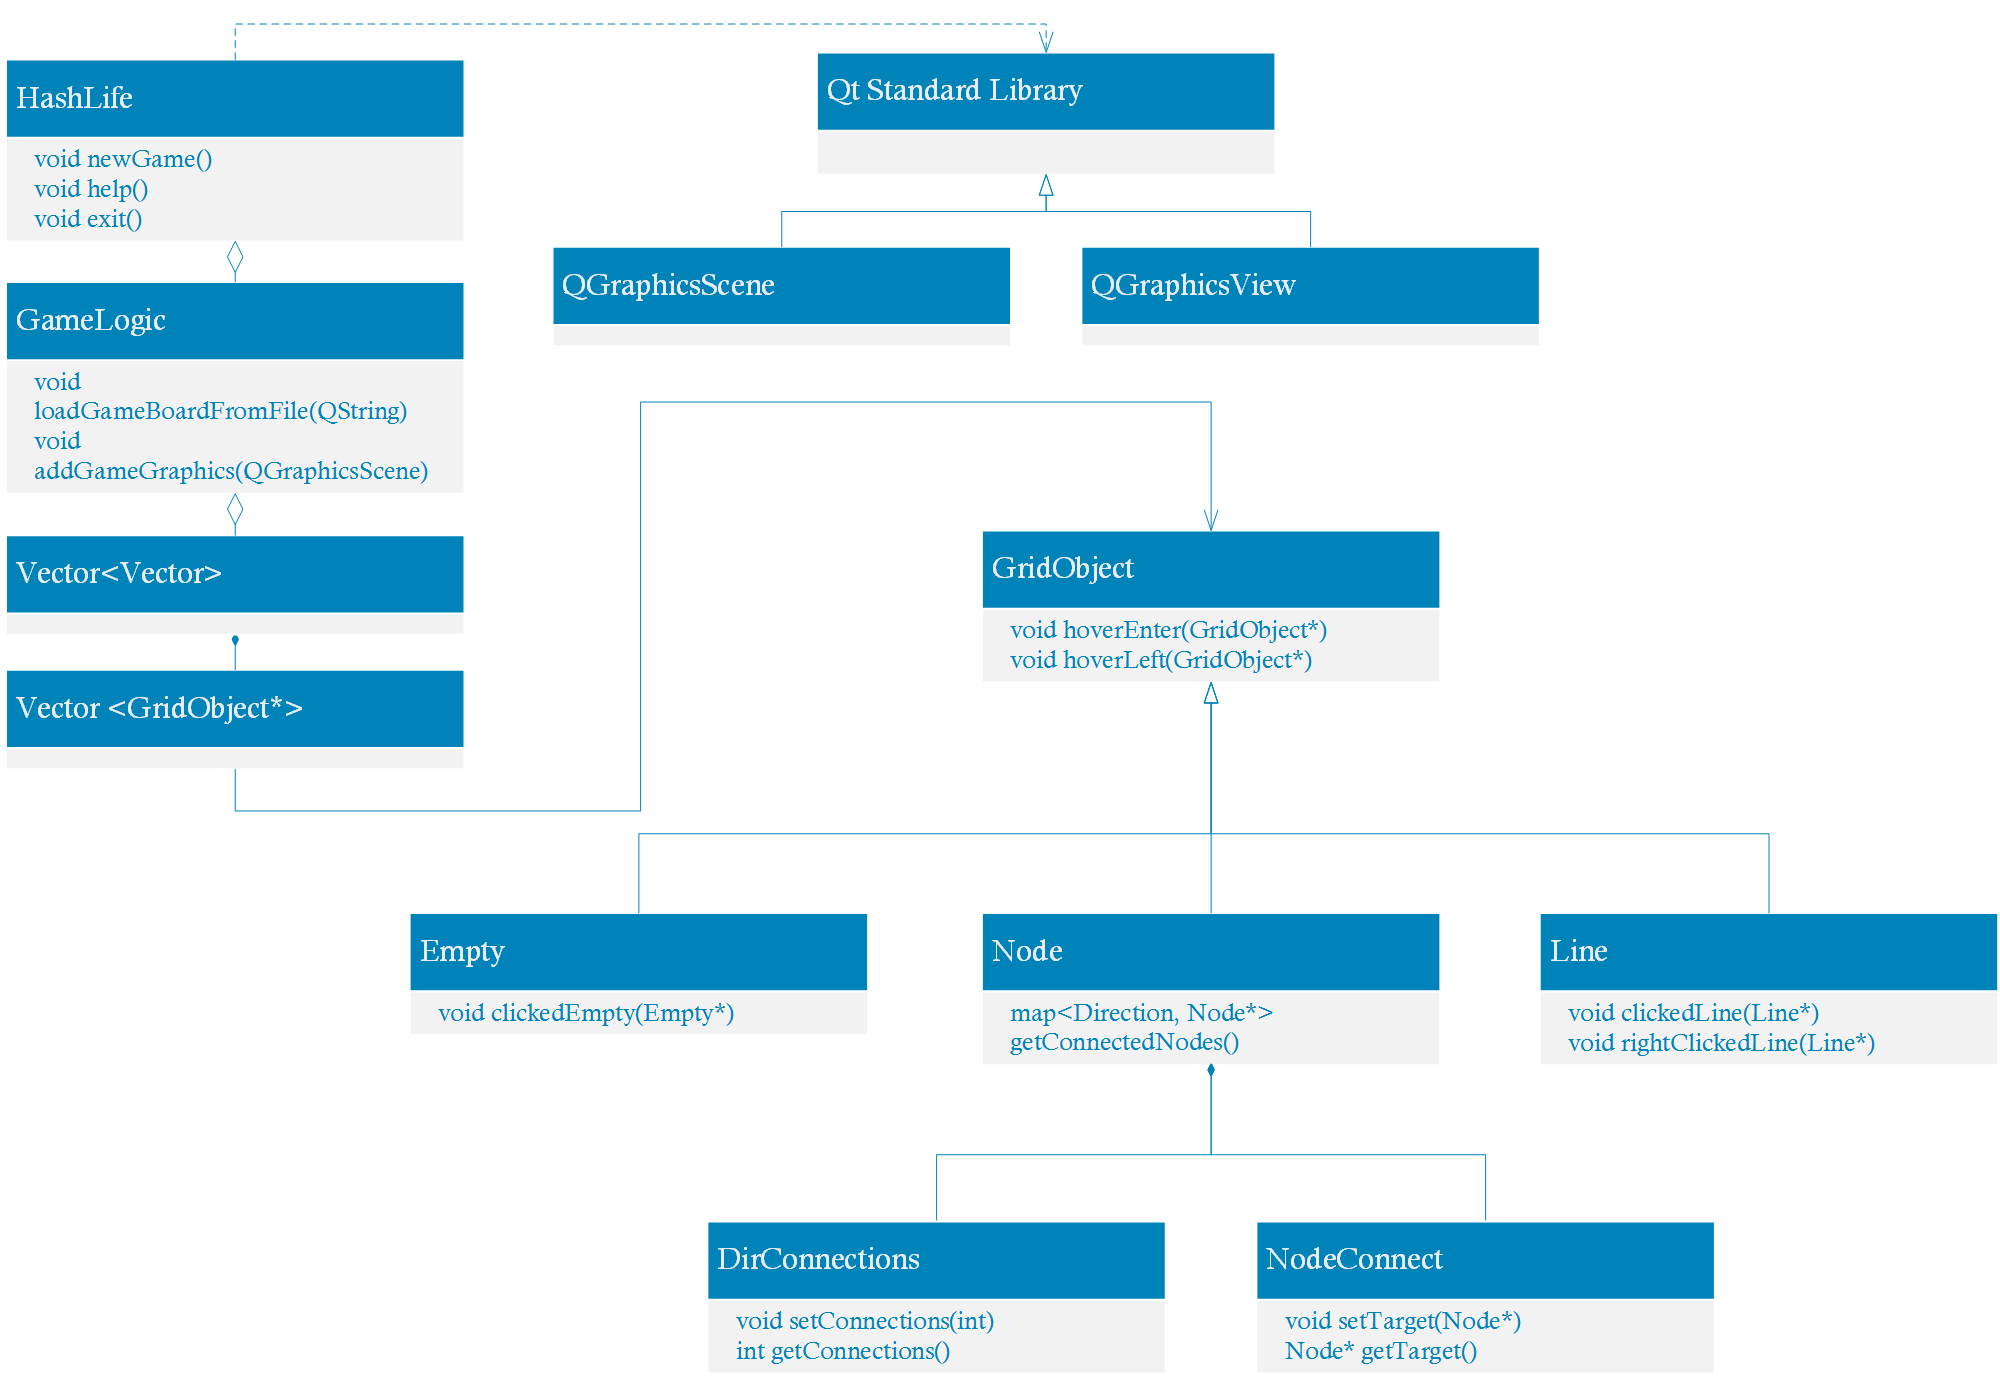 HashLife
void newGame()
void help()
void exit()
Qt Standard Library
QGraphicsScene
QGraphicsView
GameLogic
void
loadGameBoardFromFile(QString)
void
addGameGraphics(QGraphicsScene)
Vector<Vector>
Vector <GridObject*>
GridObject
void hoverEnter(GridObject*)
void hoverLeft(GridObject*)
Empty
void clickedEmpty(Empty*)
Node
map<Direction, Node*>
getConnectedNodes()
Line
void clickedLine(Line*)
void rightClickedLine(Line*)
DirConnections
void setConnections(int)
int getConnections()
NodeConnect
void setTarget(Node*)
Node* getTarget()